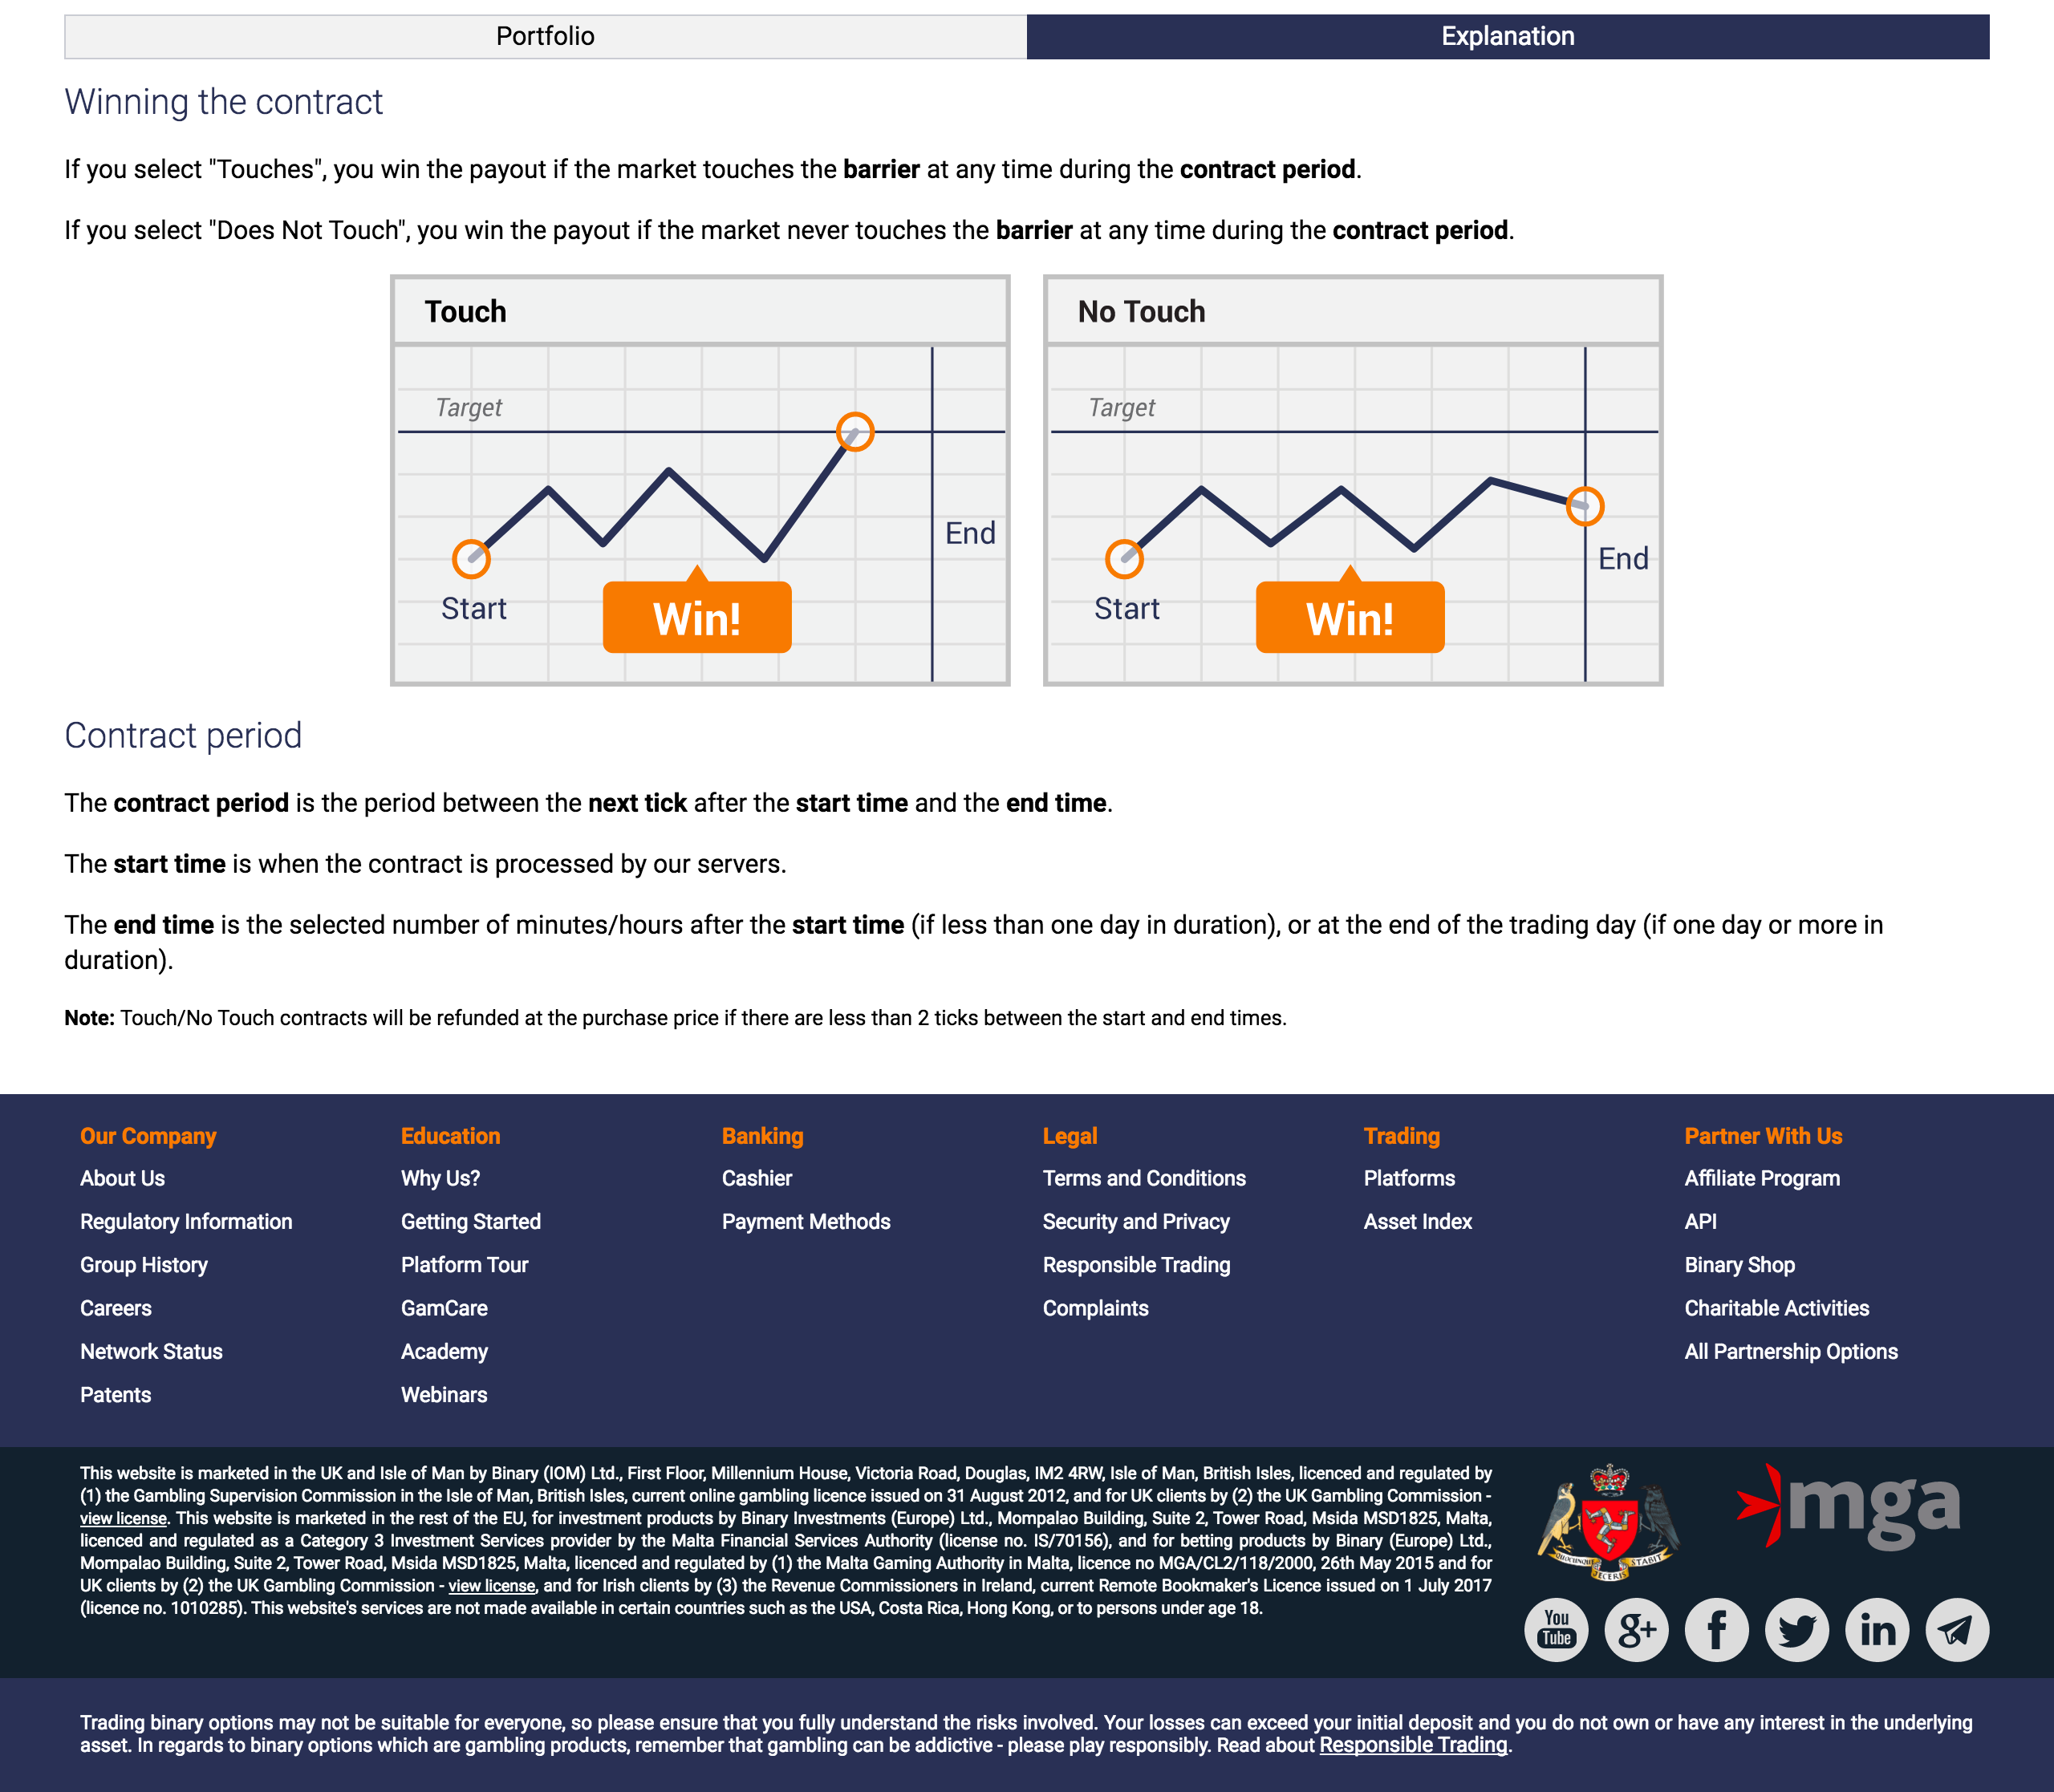 Portfolio
Explanation
Winning the contract
If you select "Touches", you win the payout if the market touches the barrier at any time during the contract period.
If you select "Does Not Touch", you win the payout if the market never touches the barrier at any time during the contract period.
Touch
Target
Start
Win!
End
No Touch
Target
Start
Win!
End
Contract period
The contract period is the period between the next tick after the start time and the end time.
The start time is when the contract is processed by our servers.
The end time is the selected number of minutes/hours after the start time (if less than one day in duration), or at the end of the trading day (if one day or more in
duration).
Note: Touch/No Touch contracts will be refunded at the purchase price if there are less than 2 ticks between the start and end times.
Our Company
About Us
Regulatory Information
Group History
Careers
Network Status
Patents
Education
Why Us?
Getting Started
Platform Tour
GamCare
Academy
Webinars
Banking
Cashier
Payment Methods
Legal
Terms and Conditions
Security and Privacy
Responsible Trading
Complaints
Trading
Platforms
Asset Index
Partner With Us
Affiliate Program
API
Binary Shop
Charitable Activities
All Partnership Options
This website is marketed in the UK and Isle of Man by Binary (IOM) Ltd., First Floor, Millennium House, Victoria Road, Douglas, IM2 4RW, Isle of Man, British Isles, licenced and regulated by
(1) the Gambling Supervision Commission in the Isle of Man, British Isles, current online gambling licence issued on 31 August 2012, and for UK clients by (2) the UK Gambling Commission -
view license. This website is marketed in the rest of the EU, for investment products by Binary Investments (Europe) Ltd., Mompalao Building, Suite 2, Tower Road, Msida MSD1825, Malta,
licenced and regulated as a Category 3 Investment Services provider by the Malta Financial Services Authority (license no. IS/70156), and for betting products by Binary (Europe) Ltd.,
Mompalao Building, Suite 2, Tower Road, Msida MSD1825, Malta, licenced and regulated by (1) the Malta Gaming Authority in Malta, licence no MGA/CL2/118/2000, 26th May 2015 and for
UK clients by (2) the UK Gambling Commission - view license, and for Irish clients by (3) the Revenue Commissioners in Ireland, current Remote Bookmaker's Licence issued on 1 July 2017
(licence no. 1010285). This website's services are not made available in certain countries such as the USA, Costa Rica, Hong Kong, or to persons under age 18.
STABIT
mga
You
Tube
g+
f
in
Trading binary options may not be suitable for everyone, so please ensure that you fully understand the risks involved. Your losses can exceed your initial deposit and you do not own or have any interest in the underlying
asset. In regards to binary options which are gambling products, remember that gambling can be addictive - please play responsibly. Read about Responsible Trading.